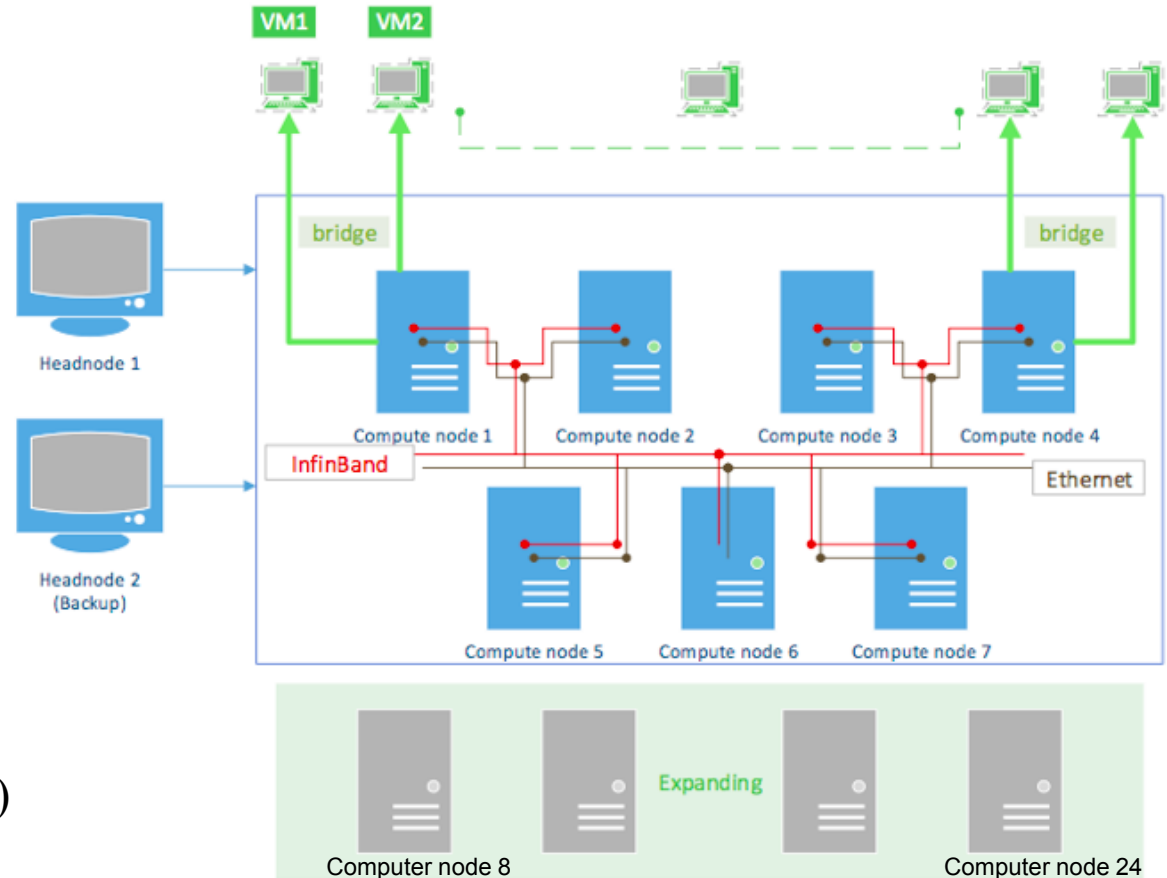 VM1
VM2
bridge
bridge
Headnode 1
Compute node 1
Compute node 2
Compute node 3
Compute node 4
InfinBand
Ethernet
Headnode 2
(Backup)
Compute node 5
Compute node 6
Compute node 7
Expanding
)
Computer node 8
Computer node 24